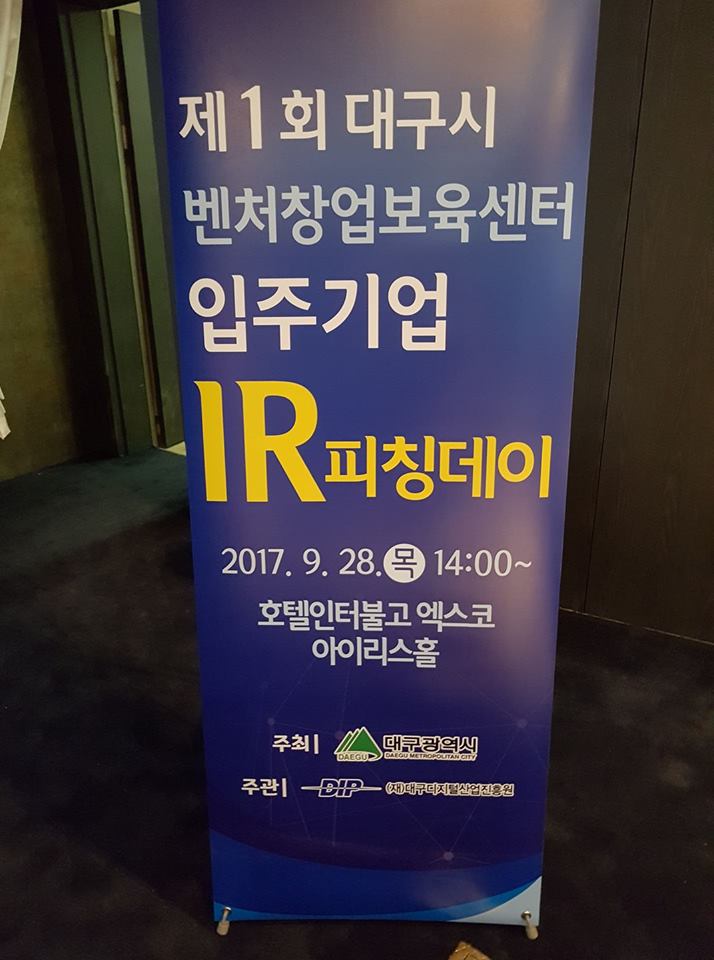 제1회 대구시
벤처창업보육센터
입주기업
IR피칭데이
2017. 9. 28.목 14:00~
호텔인터불고 엑스코
아이리스홀
주최| DAEGU 대구광역시
DAEGU METROPOLITAN CITY
주관| DIP (재)대구디지털산업진흥원